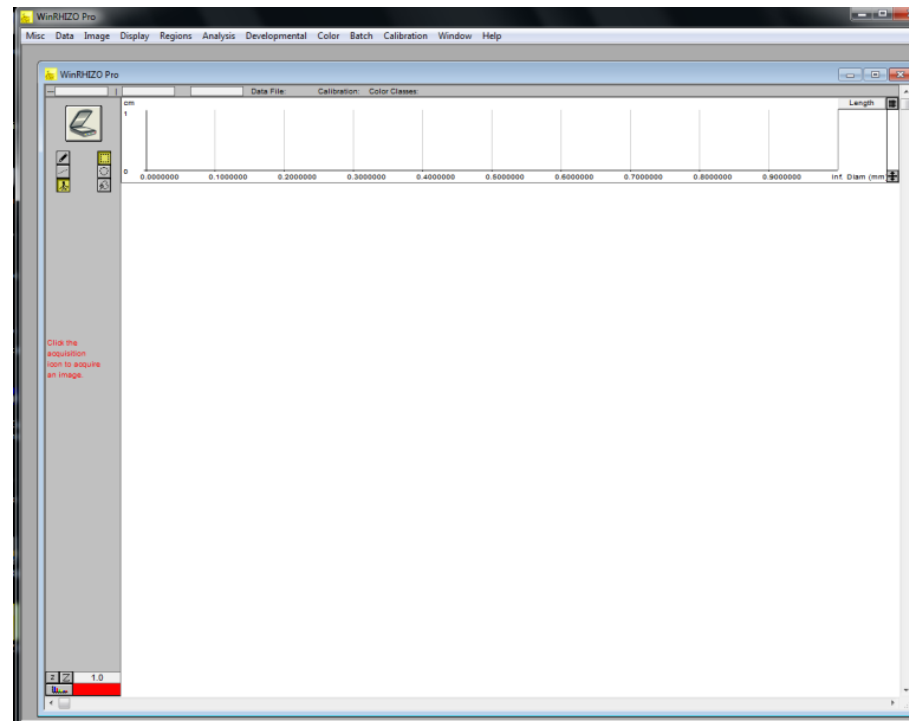 WinRHIZO Pro
Misc Data Image Display Regions Analysis Developmental Color Batch Calibration Window Help
WinRHIZO Pro
Data File: Calibration: Color Classes:
cm
Length
1
0
0.0000000 0.1000000 0.2000000 0.3000000 0.4000000 0.5000000 0.6000000 0.7000000 0.8000000 0.9000000 Inf. Diam (mm
Click the
acquisition
icon to acquire
an image.
2 Z 1.0